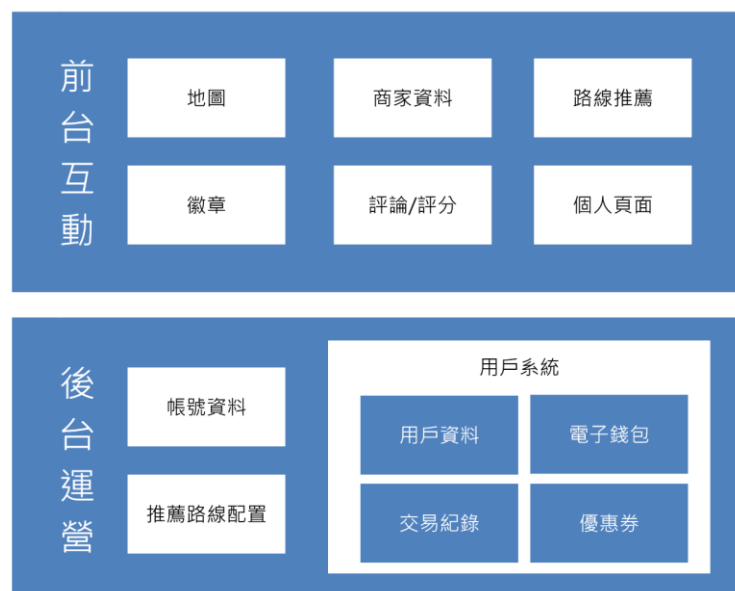 前台互動
地圖
商家資料
路線推薦
徽章
評論/評分
個人頁面
後台運營
帳號資料
推薦路線配置
用戶系統
用戶資料
電子錢包
交易紀錄
優惠券